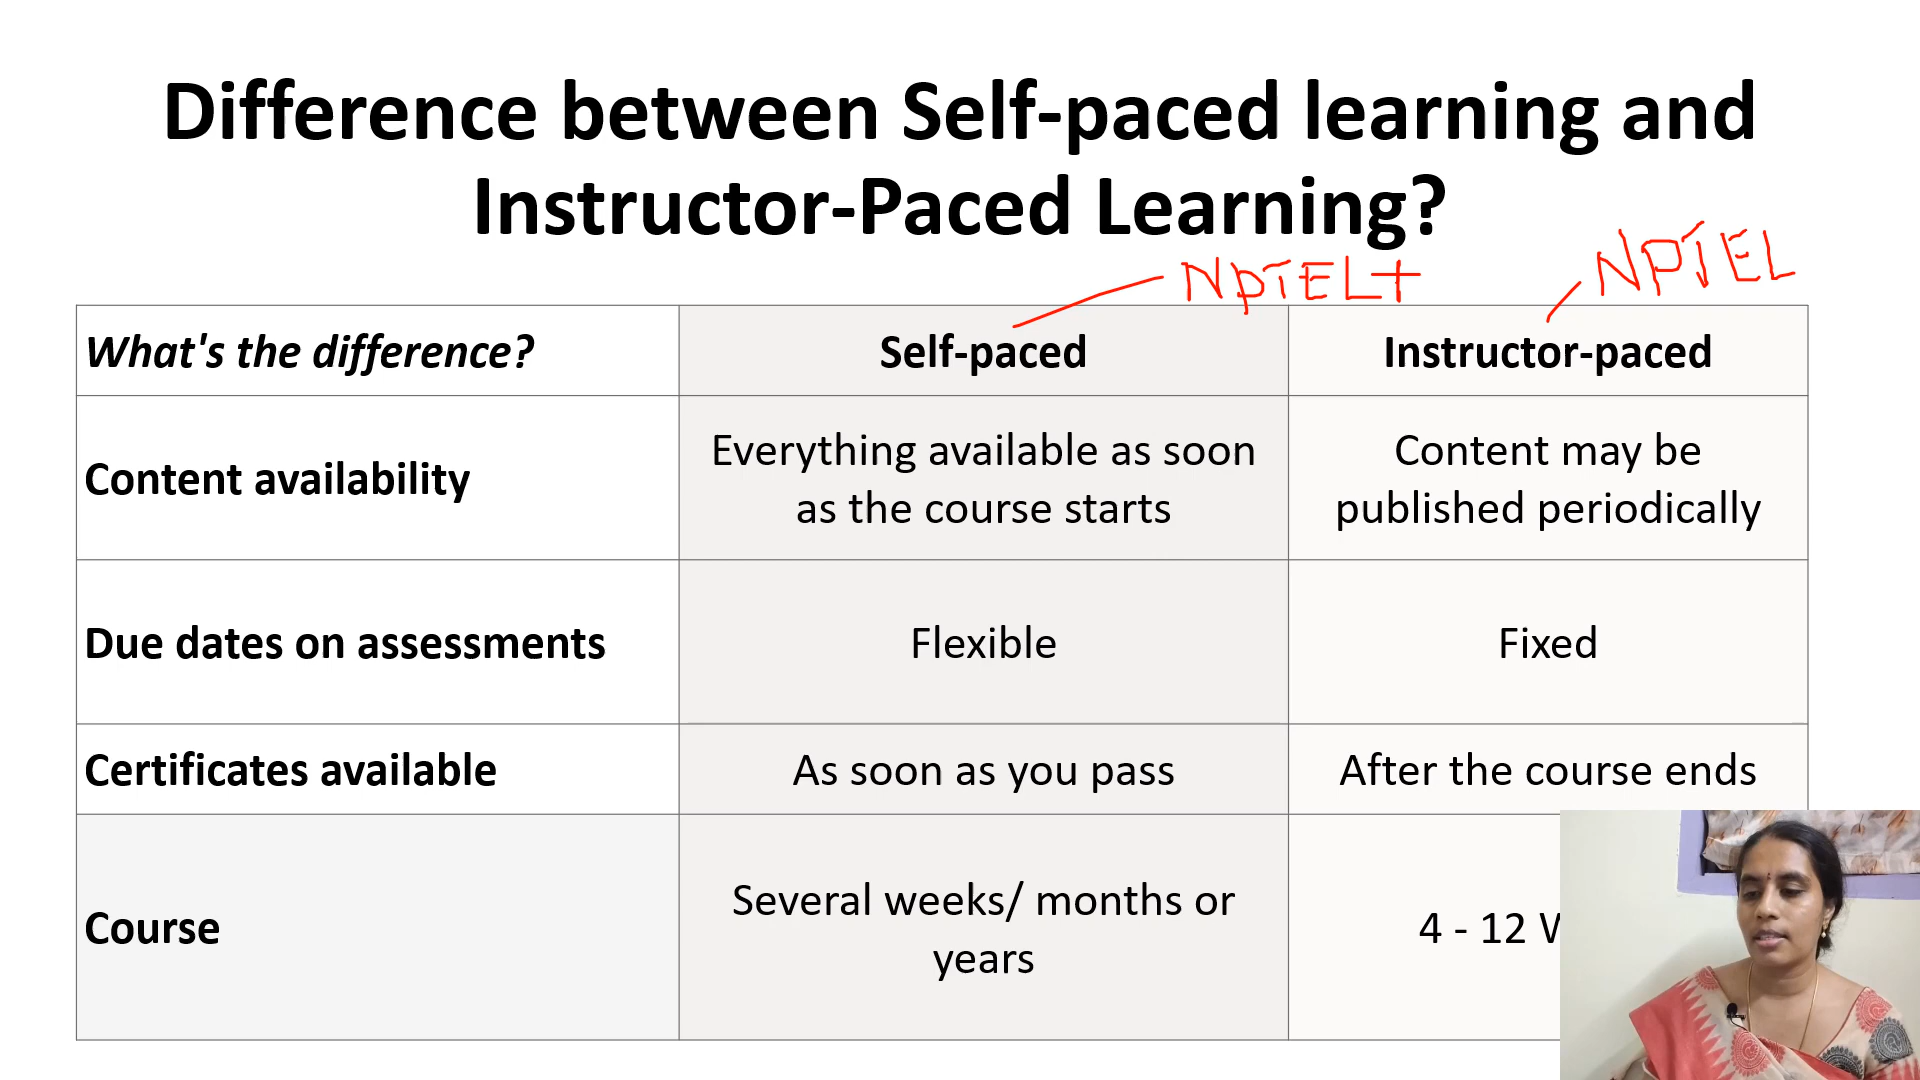 Difference between Self-paced learning and
Instructor-Paced Learning?
NPTEL+
NPTEL
What's the difference?
Self-paced
Instructor-paced
Content availability
Everything available as soon
as the course starts
Content may be
published periodically
Due dates on assessments
Flexible
Fixed
Certificates available
As soon as you pass
After the course ends
Course
Several weeks/ months or
years
4 - 12